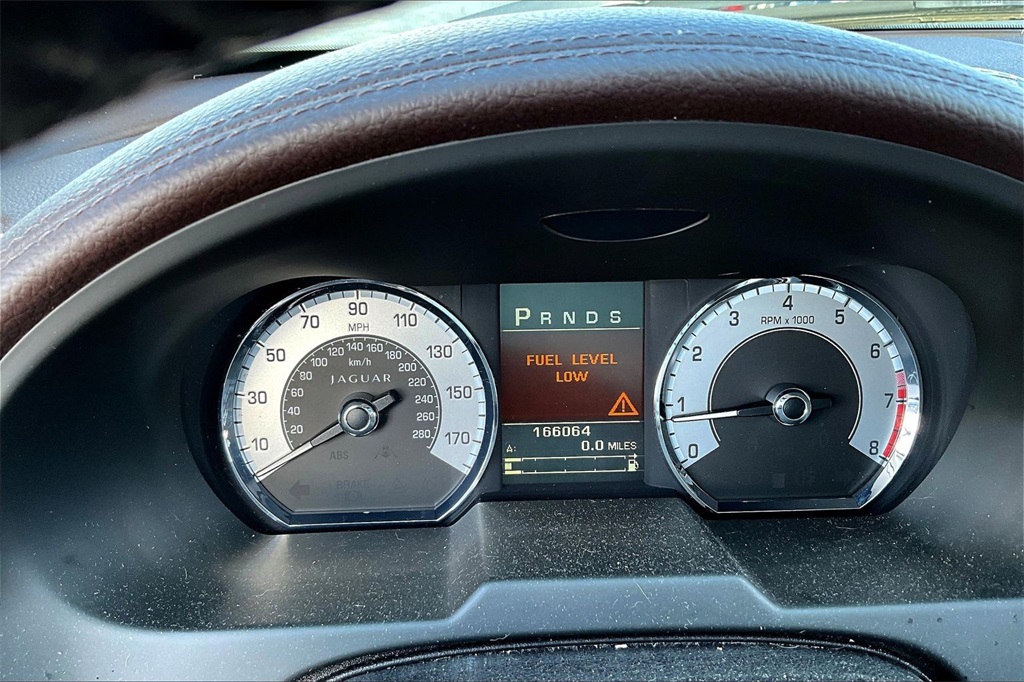 10 30 50 70 90 110 130 150 170
MPH
20 40 60 80 100 120 140 160 180 200 220 240 260 280
km/h
JAGUAR
ABS
BRAKE
P R N D S
FUEL LEVEL
LOW
166064
A: 0.0 MILES
0 1 2 3 4 5 6 7 8
RPM x 1000